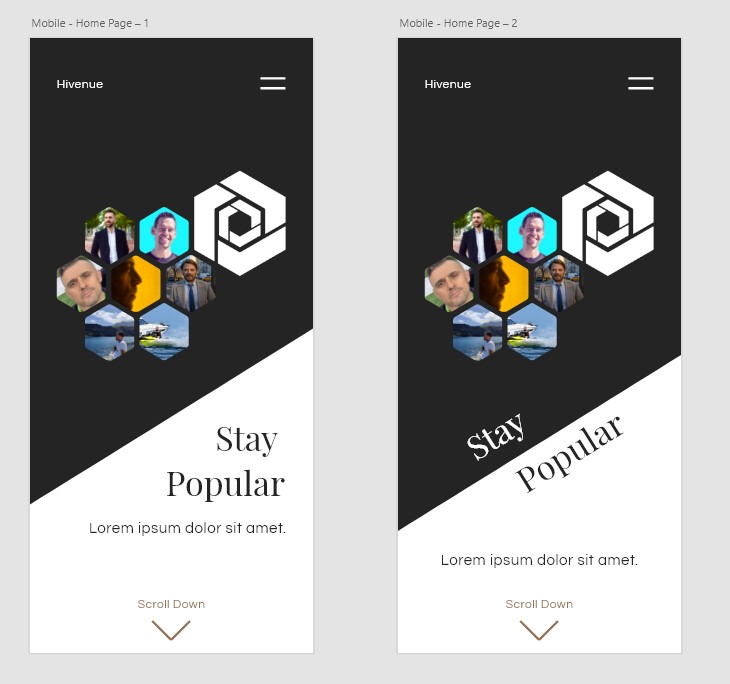 Mobile - Home Page – 1
Hivenue
Stay
Popular
Lorem ipsum dolor sit amet.
Scroll Down
Mobile - Home Page – 2
Hivenue
Stay
Popular
Lorem ipsum dolor sit amet.
Scroll Down